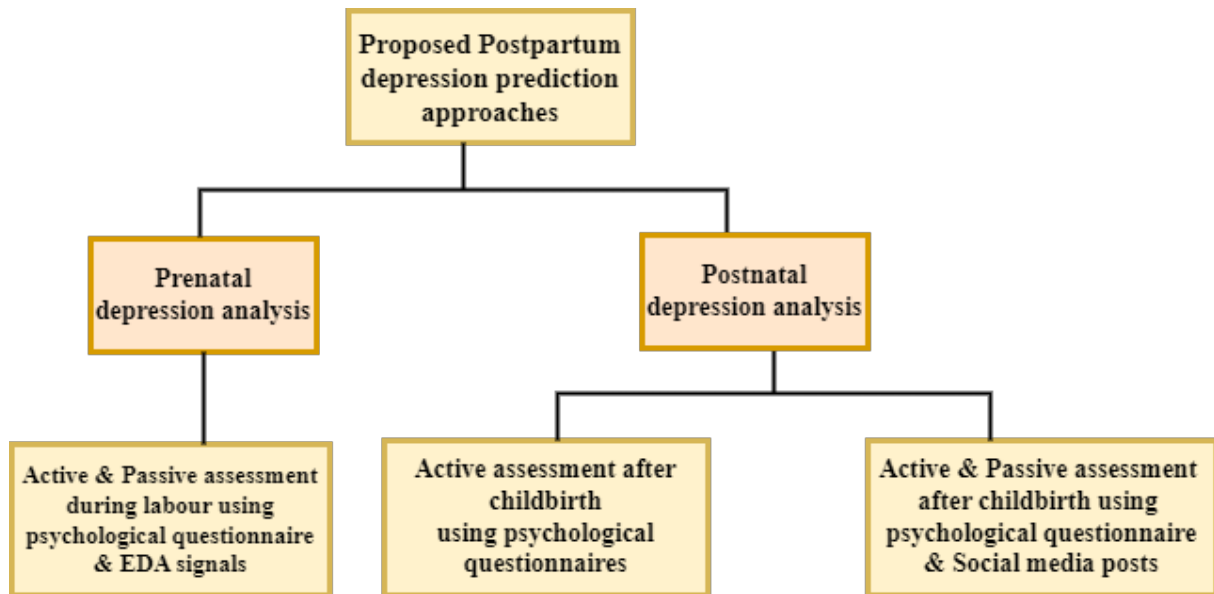 Proposed Postpartum
depression prediction
approaches
Prenatal
depression analysis
Postnatal
depression analysis
Active & Passive assessment
during labour using
psychological questionnaire
& EDA signals
Active assessment after
childbirth
using psychological
questionnaires
Active & Passive assessment
after childbirth using
psychological questionnaire
& Social media posts